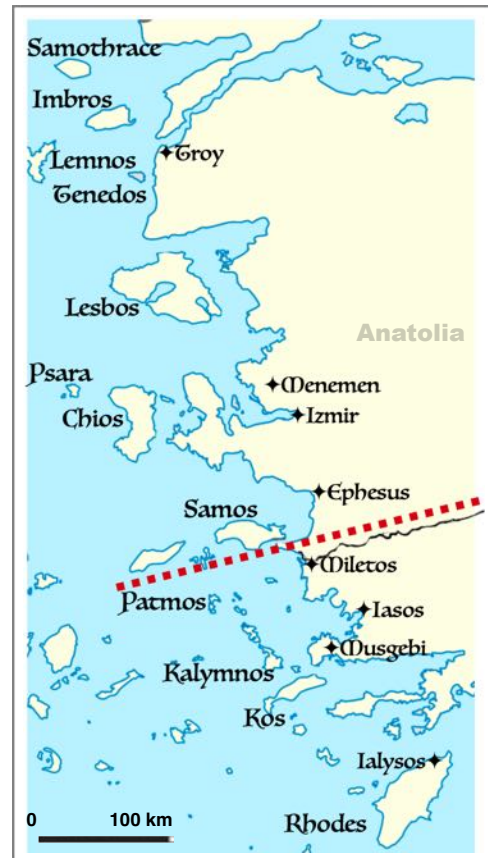 Samothrace
Imbros
Lemnos
Troy
Tenedos
Lesbos
Anatolia
Psara
Menemen
Chios
Izmir
Ephesus
Samos
Miletos
Patmos
Iasos
Musgebi
Kalymnos
Kos
Ialysos
Rhodes
0 100 km